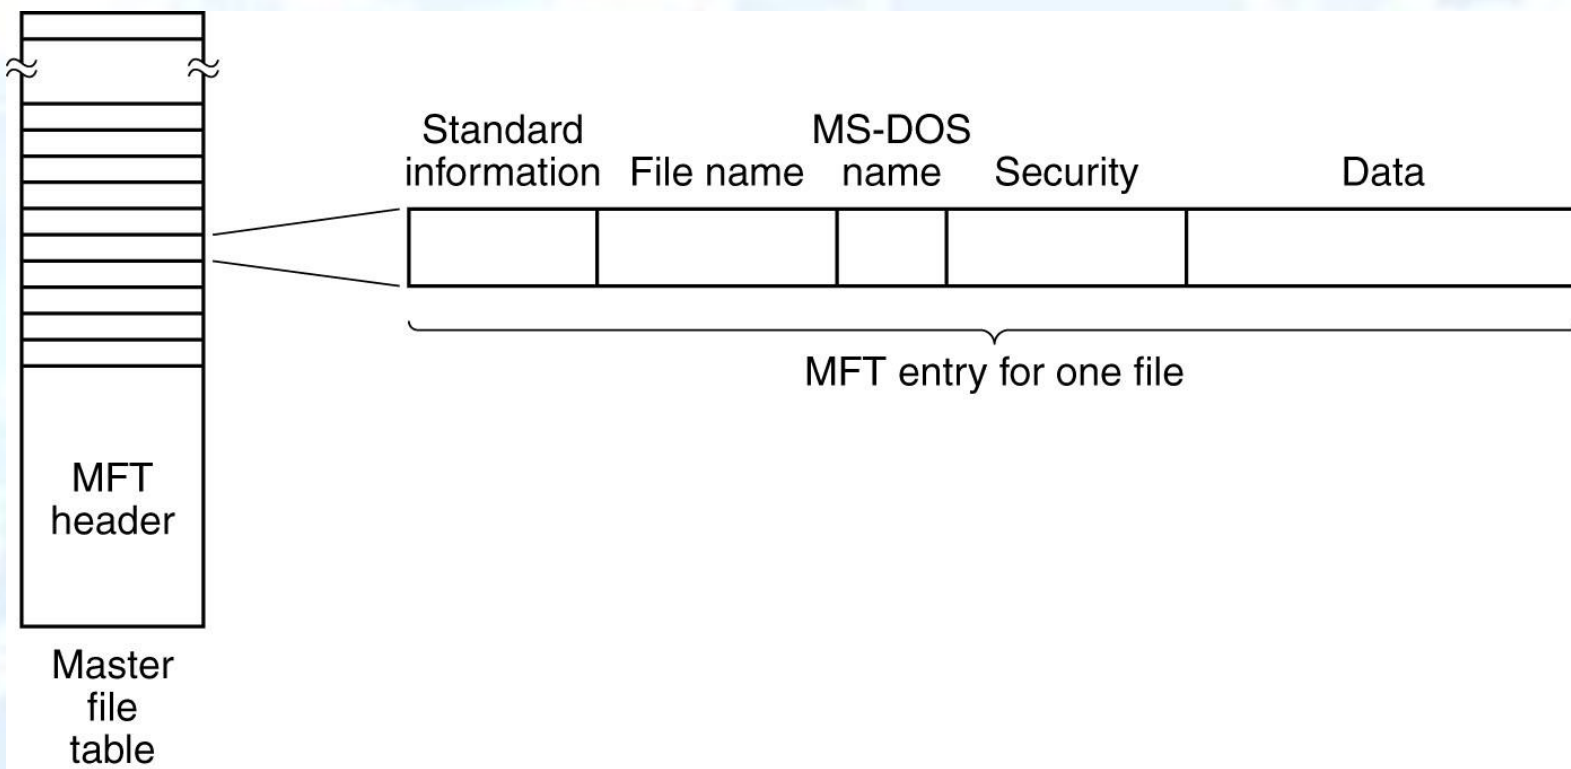 Standard
information
File name
MS-DOS
name
Security
Data
MFT entry for one file
MFT
header
Master
file
table